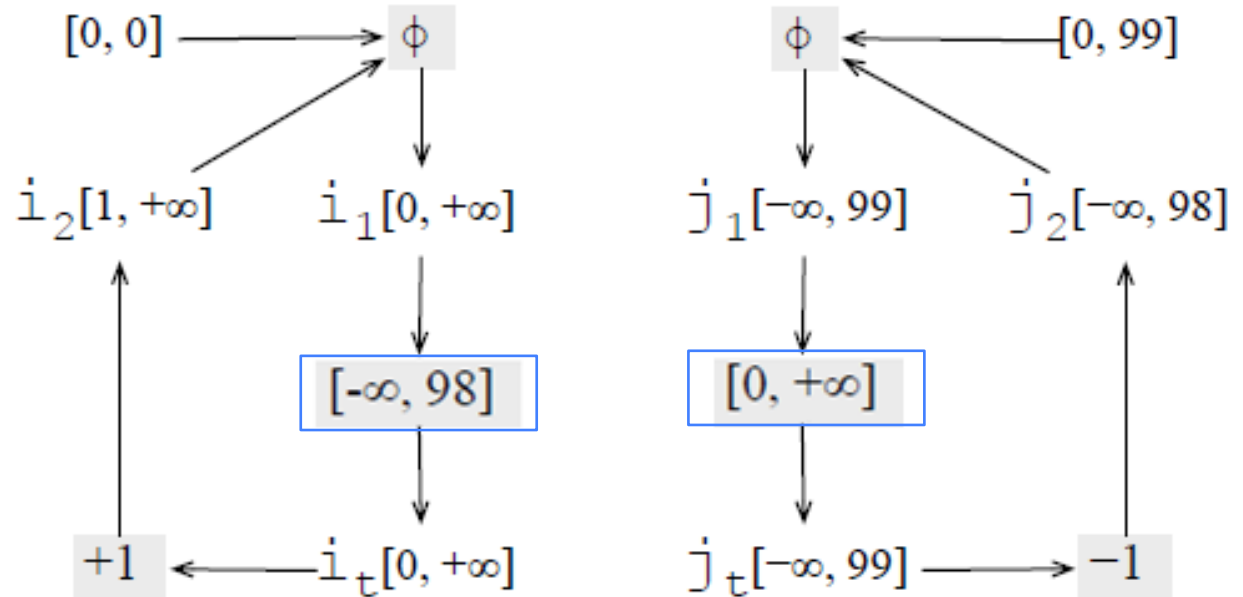 [0, 0] ϕ ϕ [0, 99]
i₂[1, +∞] i₁[0, +∞] j₁[−∞, 99] j₂[−∞, 98]
[-∞, 98] [0, +∞]
+1 iₜ[0, +∞] jₜ[−∞, 99] −1